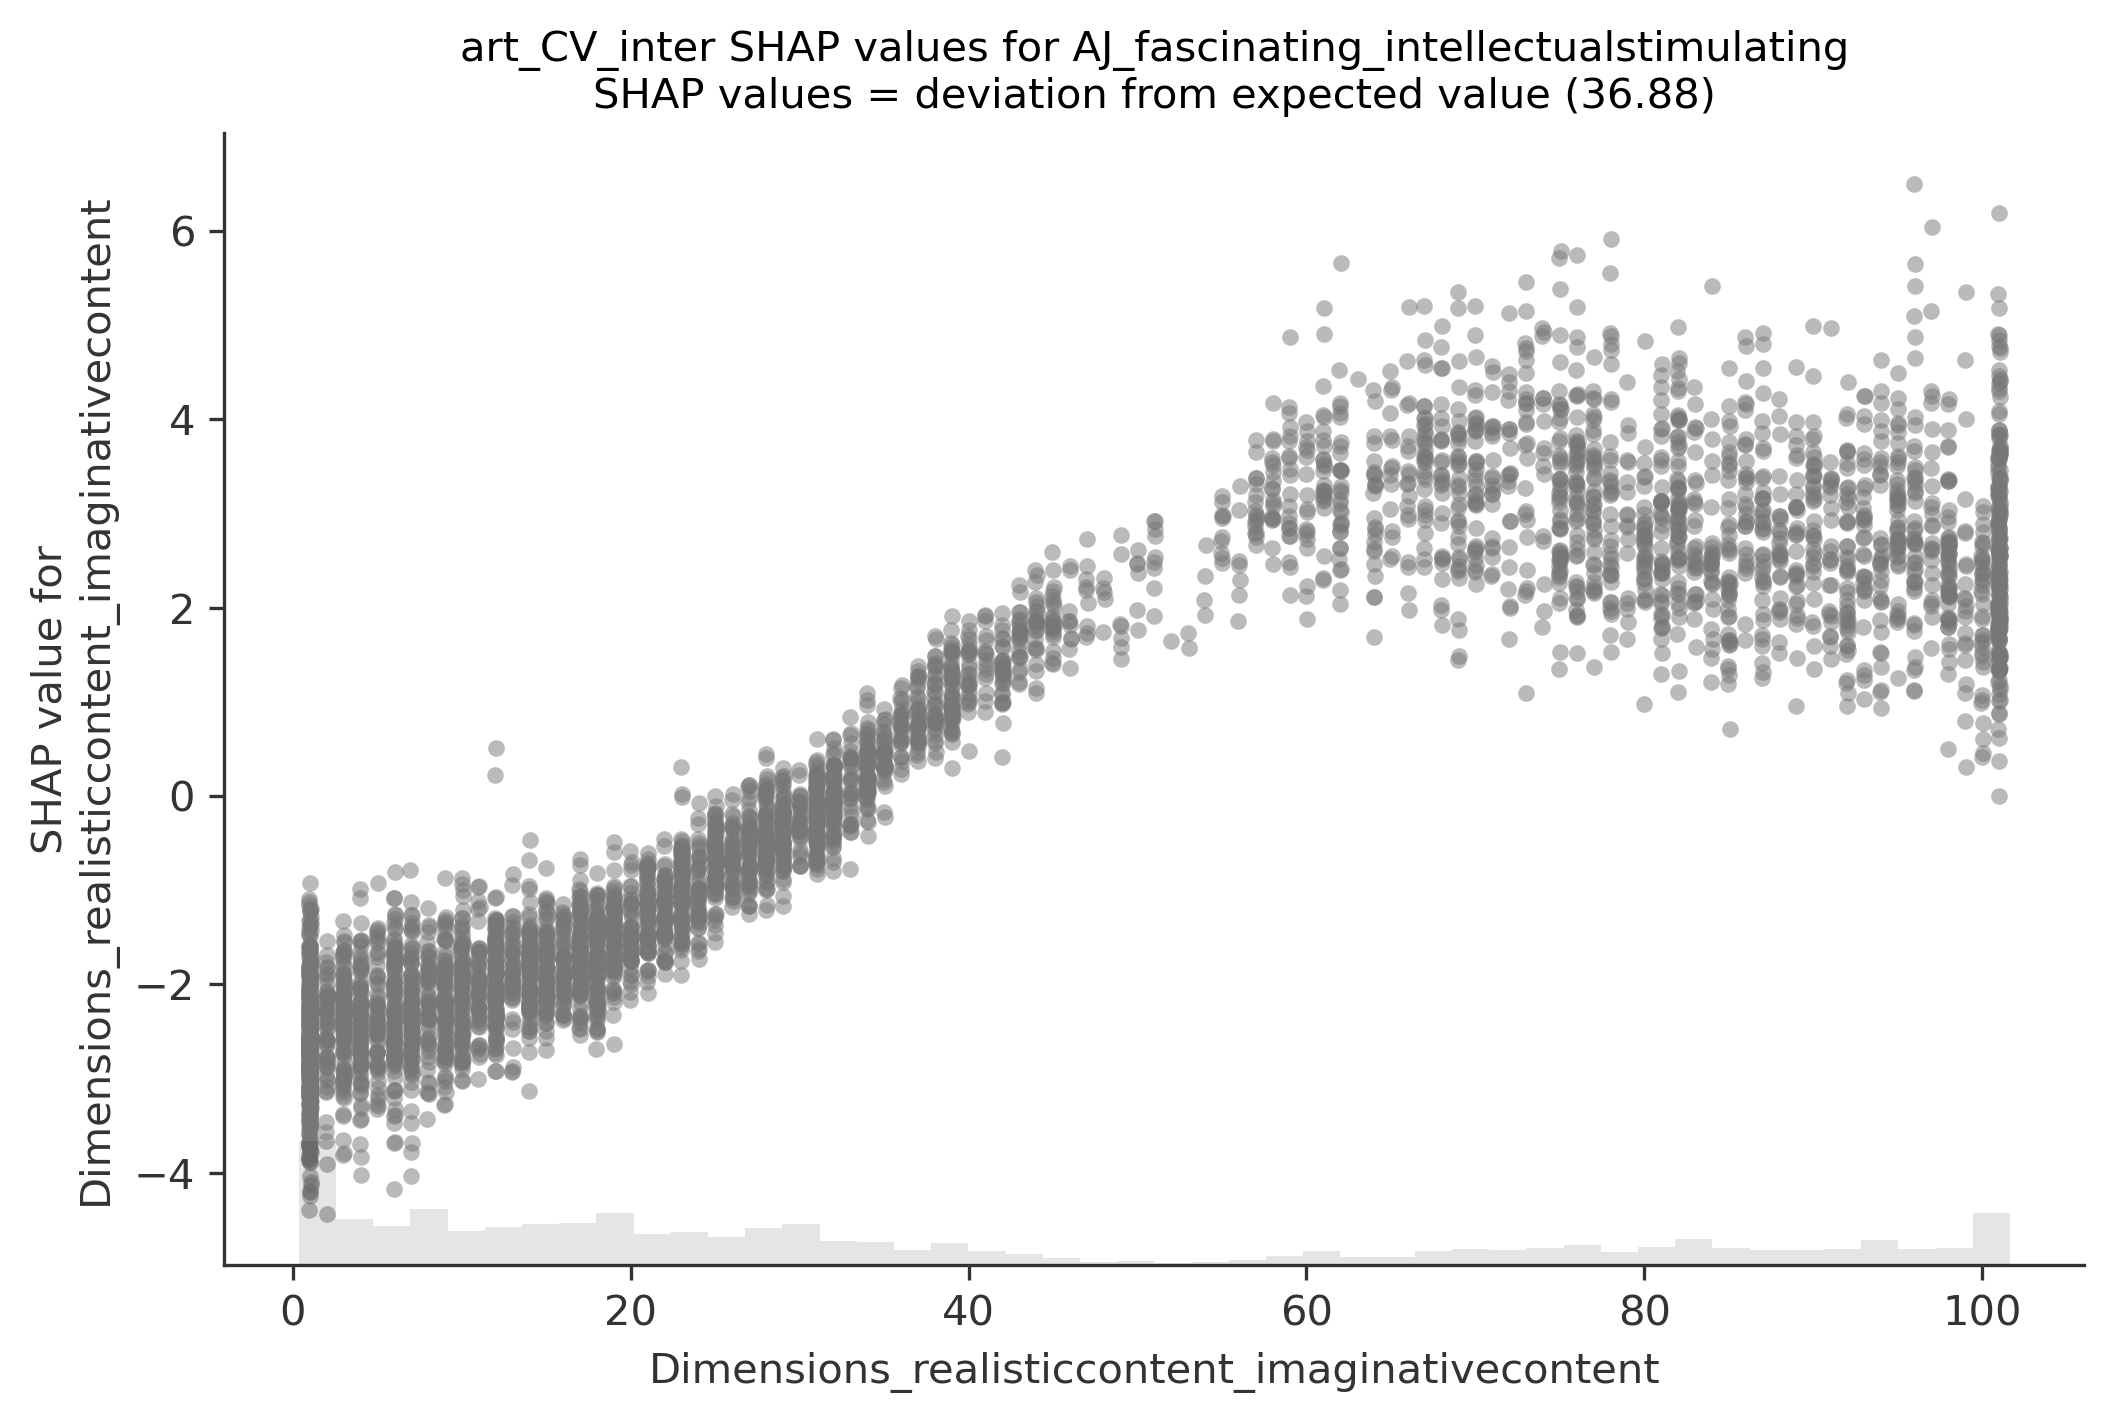 art_CV_inter SHAP values for AJ_fascinating_intellectualstimulating
SHAP values = deviation from expected value (36.88)
SHAP value for
Dimensions_realisticcontent_imaginativecontent
6
4
2
0
−2
−4
0
20
40
60
80
100
Dimensions_realisticcontent_imaginativecontent